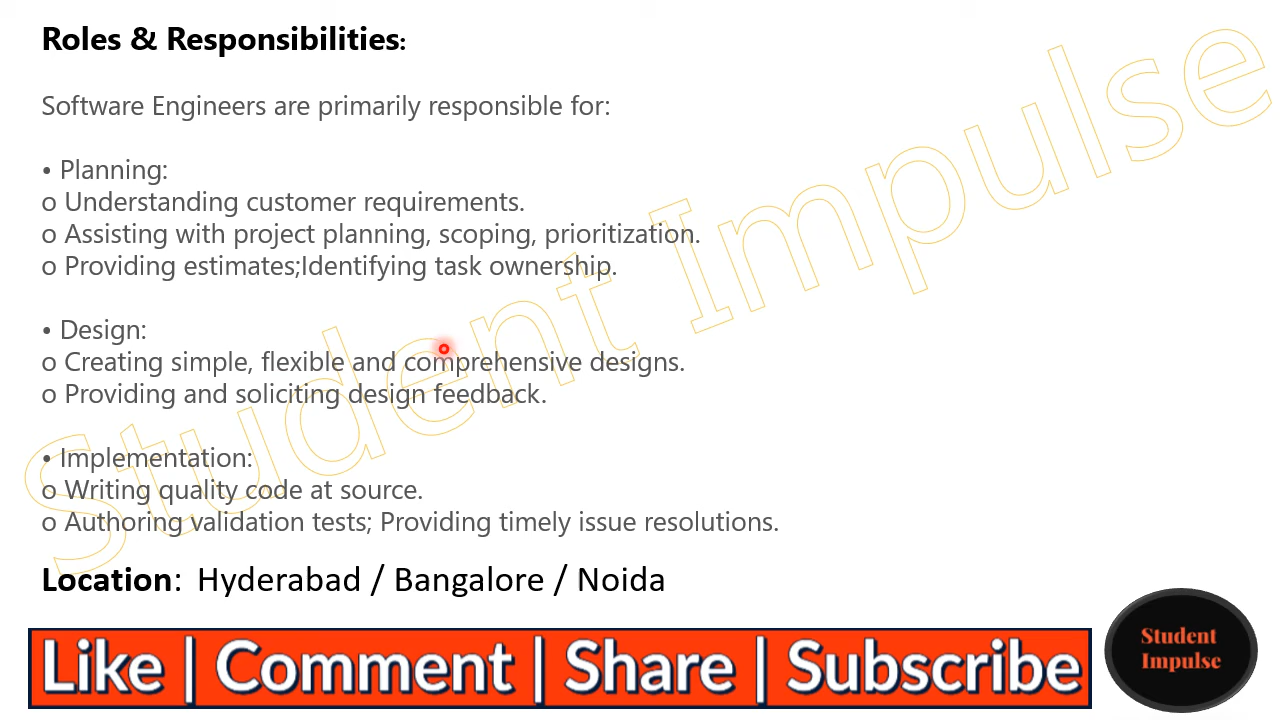 Roles & Responsibilities:
Software Engineers are primarily responsible for:
• Planning:
o Understanding customer requirements.
o Assisting with project planning, scoping, prioritization.
o Providing estimates;Identifying task ownership.
• Design:
o Creating simple, flexible and comprehensive designs.
o Providing and soliciting design feedback.
• Implementation:
o Writing quality code at source.
o Authoring validation tests; Providing timely issue resolutions.
Location: Hyderabad / Bangalore / Noida
Student Impulse
Like | Comment | Share | Subscribe
Student
Impulse